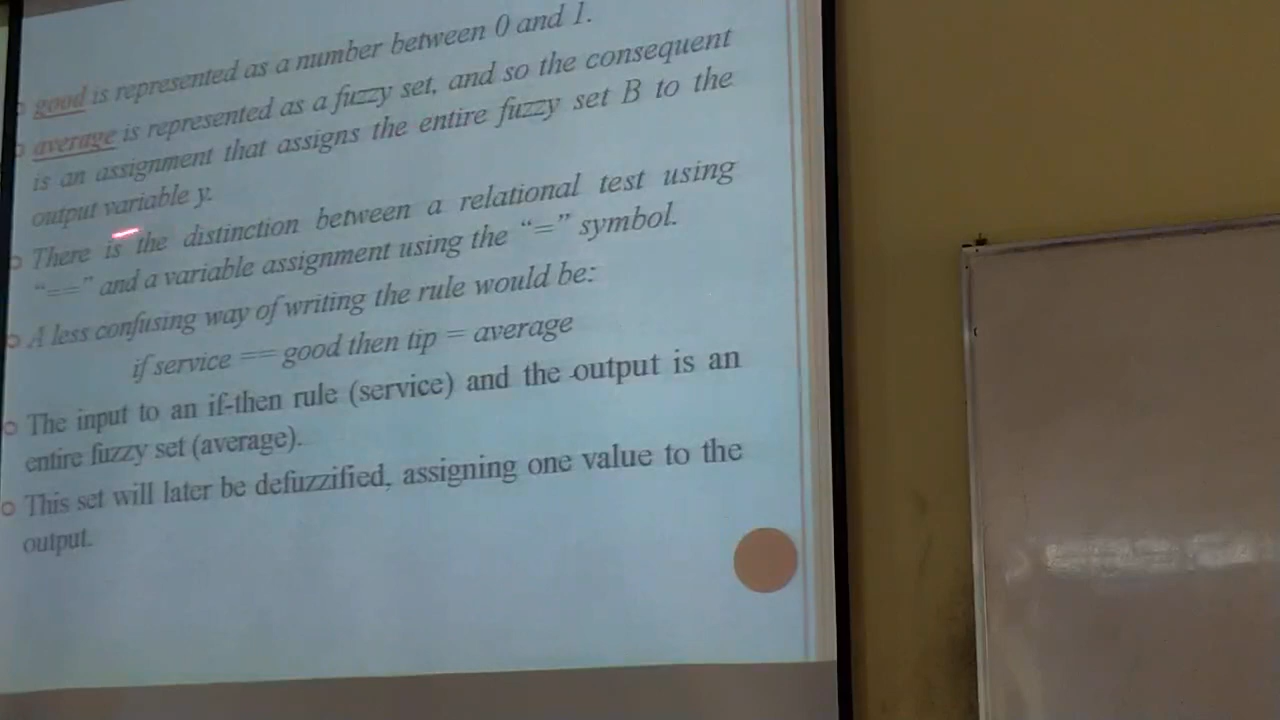 good is represented as a number between 0 and 1.
average is represented as a fuzzy set, and so the consequent
is an assignment that assigns the entire fuzzy set B to the
output variable y.
There is the distinction between a relational test using
“==” and a variable assignment using the “=” symbol.
A less confusing way of writing the rule would be:
if service == good then tip = average
The input to an if-then rule (service) and the output is an
entire fuzzy set (average).
This set will later be defuzzified, assigning one value to the
output.